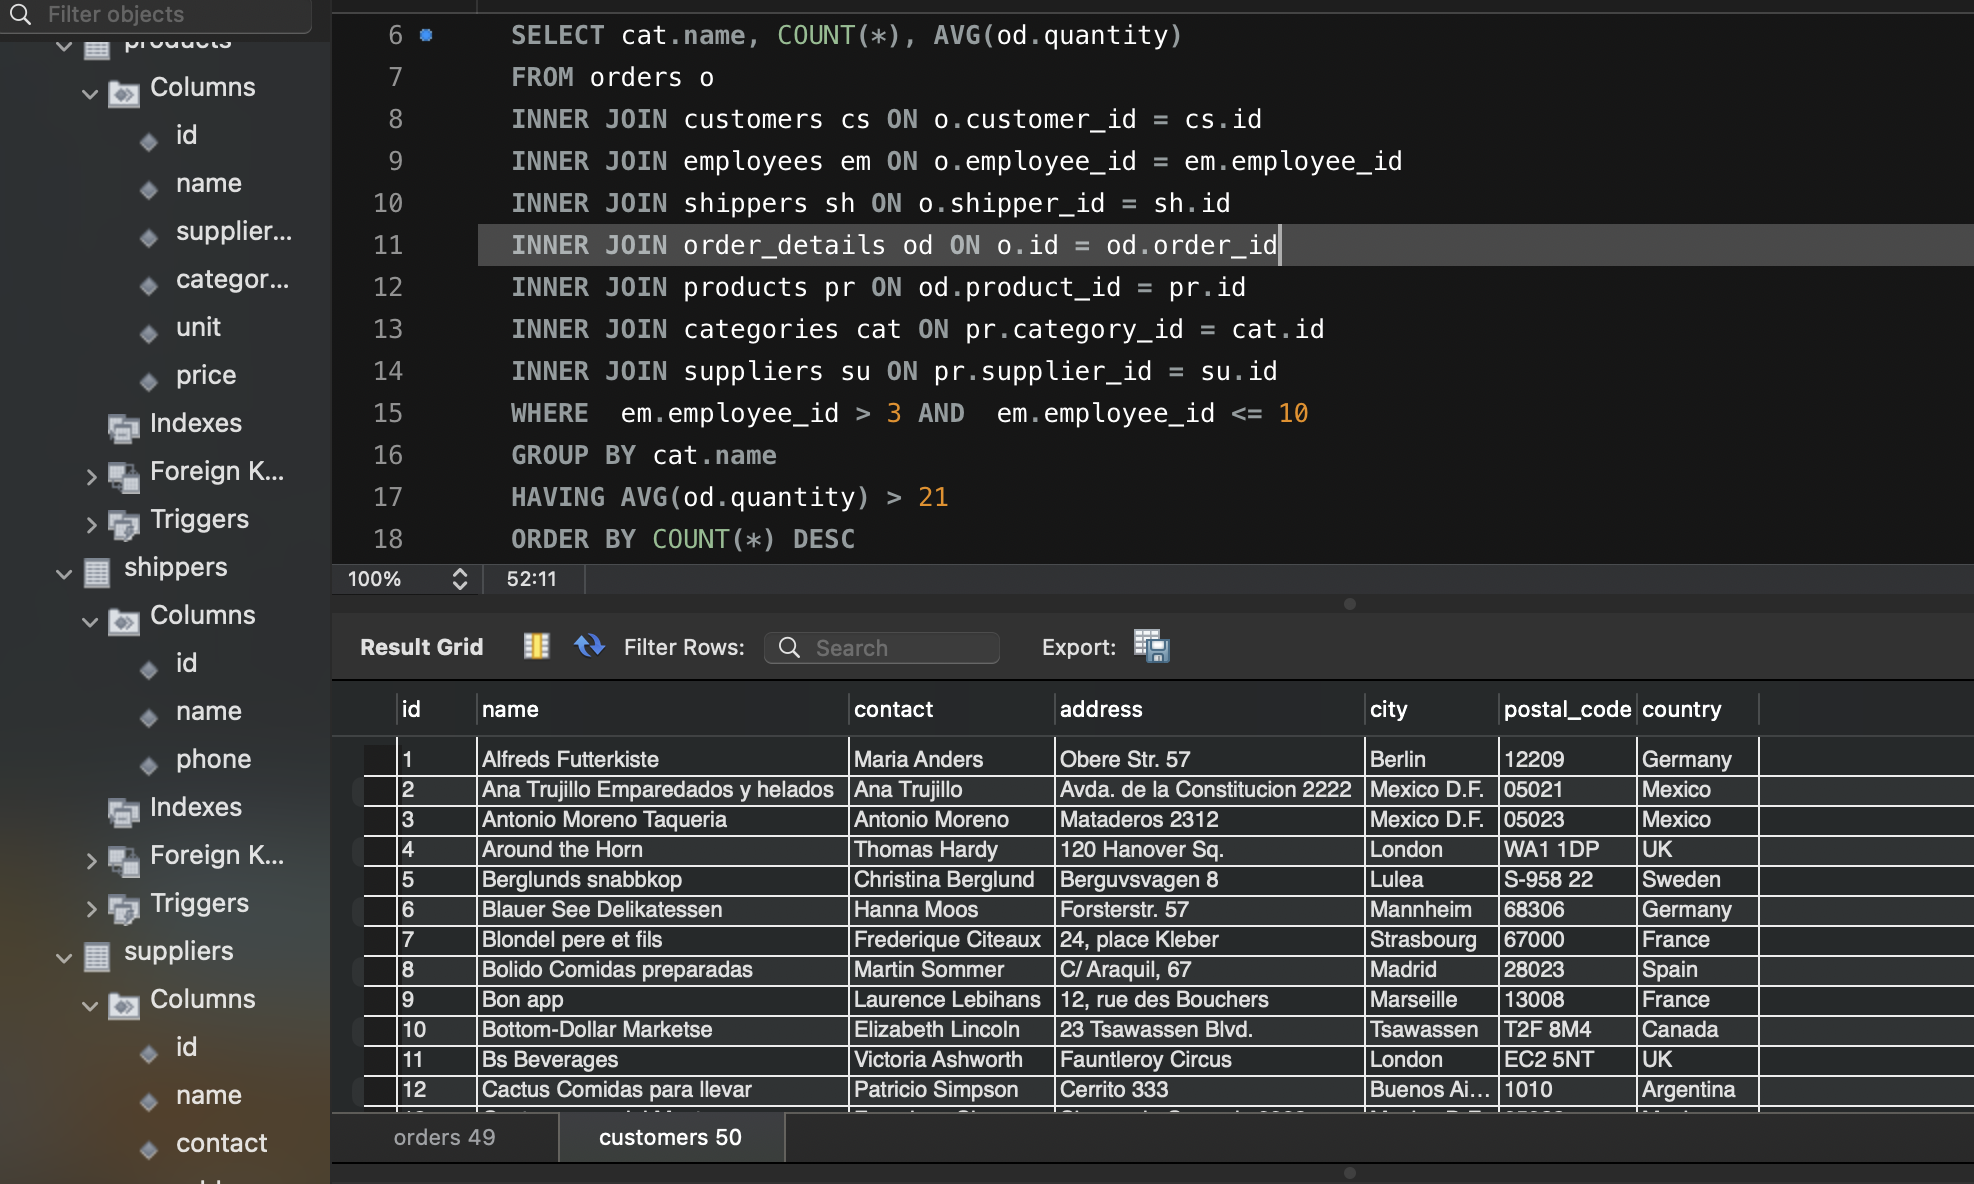 Filter objects
products
Columns
id
name
supplier...
categor...
unit
price
Indexes
Foreign K...
Triggers
shippers
Columns
id
name
phone
Indexes
Foreign K...
Triggers
suppliers
Columns
id
name
contact
6 SELECT cat.name, COUNT(*), AVG(od.quantity)
7 FROM orders o
8 INNER JOIN customers cs ON o.customer_id = cs.id
9 INNER JOIN employees em ON o.employee_id = em.employee_id
10 INNER JOIN shippers sh ON o.shipper_id = sh.id
11 INNER JOIN order_details od ON o.id = od.order_id
12 INNER JOIN products pr ON od.product_id = pr.id
13 INNER JOIN categories cat ON pr.category_id = cat.id
14 INNER JOIN suppliers su ON pr.supplier_id = su.id
15 WHERE em.employee_id > 3 AND em.employee_id <= 10
16 GROUP BY cat.name
17 HAVING AVG(od.quantity) > 21
18 ORDER BY COUNT(*) DESC
100% 52:11
Result Grid Filter Rows: Search Export:
id name contact address city postal_code country
1 Alfreds Futterkiste Maria Anders Obere Str. 57 Berlin 12209 Germany
2 Ana Trujillo Emparedados y helados Ana Trujillo Avda. de la Constitucion 2222 Mexico D.F. 05021 Mexico
3 Antonio Moreno Taqueria Antonio Moreno Mataderos 2312 Mexico D.F. 05023 Mexico
4 Around the Horn Thomas Hardy 120 Hanover Sq. London WA1 1DP UK
5 Berglunds snabbkop Christina Berglund Berguvsvagen 8 Lulea S-958 22 Sweden
6 Blauer See Delikatessen Hanna Moos Forsterstr. 57 Mannheim 68306 Germany
7 Blondel pere et fils Frederique Citeaux 24, place Kleber Strasbourg 67000 France
8 Bolido Comidas preparadas Martin Sommer C/ Araquil, 67 Madrid 28023 Spain
9 Bon app Laurence Lebihans 12, rue des Bouchers Marseille 13008 France
10 Bottom-Dollar Marketse Elizabeth Lincoln 23 Tsawassen Blvd. Tsawassen T2F 8M4 Canada
11 Bs Beverages Victoria Ashworth Fauntleroy Circus London EC2 5NT UK
12 Cactus Comidas para llevar Patricio Simpson Cerrito 333 Buenos Ai... 1010 Argentina
orders 49 customers 50